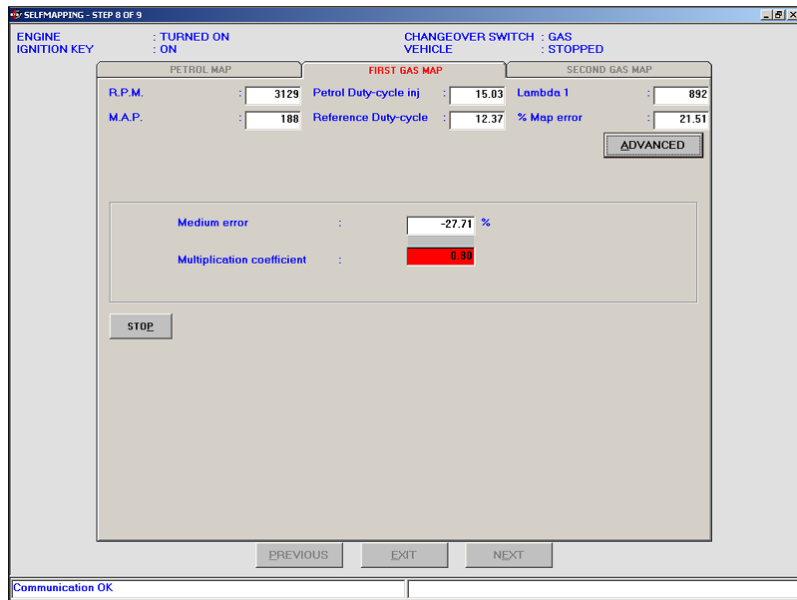 SELFMAPPING - STEP 8 OF 9
ENGINE : TURNED ON CHANGEOVER SWITCH : GAS
IGNITION KEY : ON VEHICLE : STOPPED
PETROL MAP FIRST GAS MAP SECOND GAS MAP
R.P.M. : 3129 Petrol Duty-cycle inj : 15.03 Lambda 1 : 892
M.A.P. : 188 Reference Duty-cycle : 12.37 % Map error : 21.51
ADVANCED
Medium error : -27.71 %
Multiplication coefficient : 0.80
STOP
PREVIOUS EXIT NEXT
Communication OK